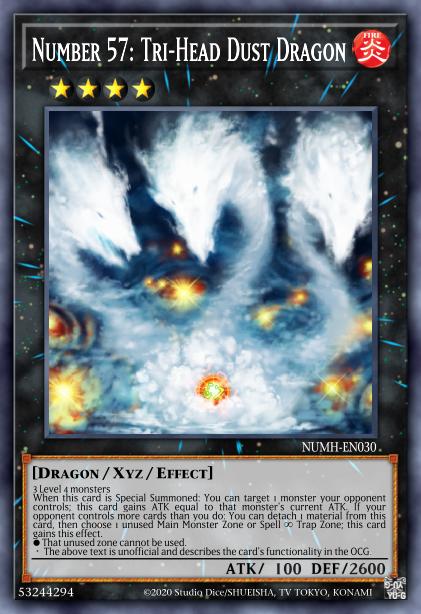 NUMBER 57: TRI-HEAD DUST DRAGON
FIRE
炎
NUMH-EN030
[DRAGON / XYZ / EFFECT]
3 Level 4 monsters
When this card is Special Summoned: You can target 1 monster your opponent
controls; this card gains ATK equal to that monster's current ATK. If your
opponent controls more cards than you do: You can detach 1 material from this
card, then choose 1 unused Main Monster Zone or Spell ∞ Trap Zone; this card
gains this effect.
● That unused zone cannot be used.
· The above text is unofficial and describes the card's functionality in the OCG
ATK/ 100 DEF/2600
53244294
©2020 Studio Dice/SHUEISHA, TV TOKYO, KONAMI